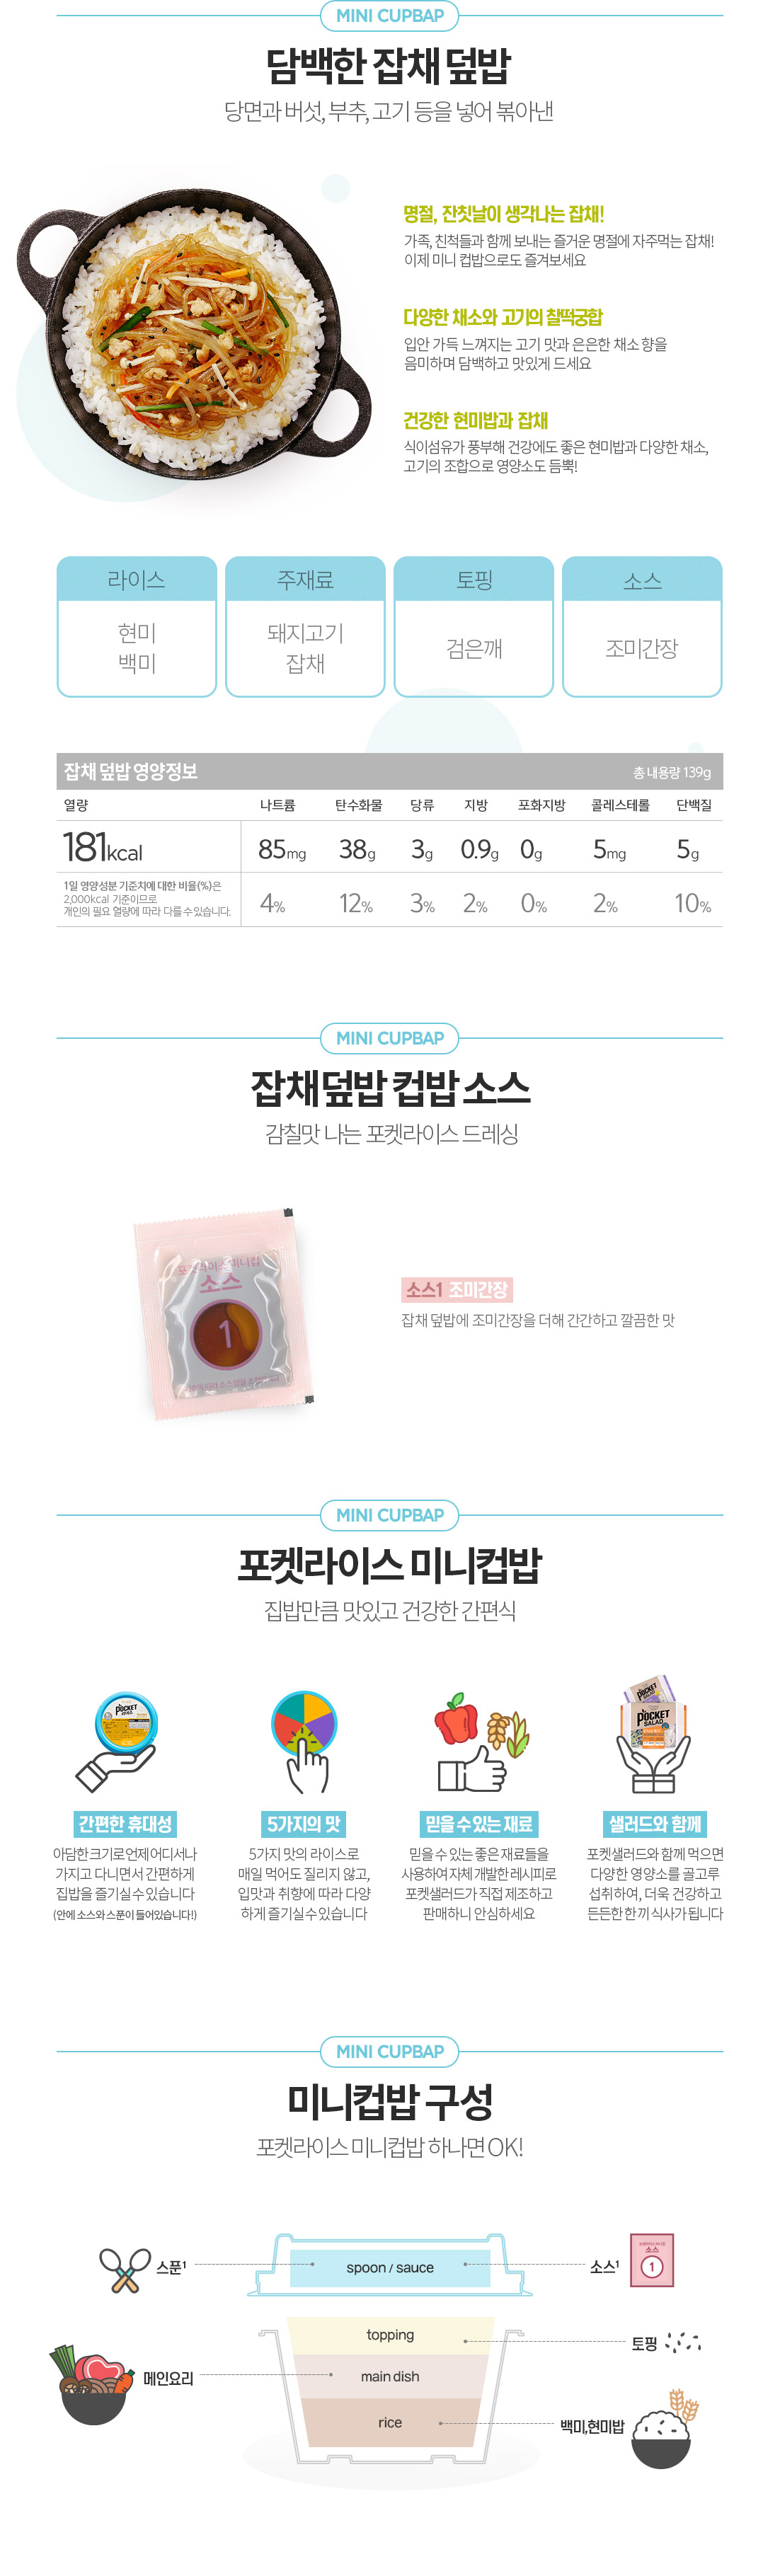 MINI CUPBAP
담백한 잡채 덮밥
당면과 버섯, 부추, 고기 등을 넣어 볶아낸
명절, 잔칫날이 생각나는 잡채!
가족, 친척들과 함께 보내는 즐거운 명절에 자주먹는 잡채!
이제 미니 컵밥으로도 즐겨보세요
다양한 채소와 고기의 찰떡궁합
입안 가득 느껴지는 고기 맛과 은은한 채소 향을
음미하며 담백하고 맛있게 드세요
건강한 현미밥과 잡채
식이섬유가 풍부해 건강에도 좋은 현미밥과 다양한 채소,
고기의 조합으로 영양소도 듬뿍!
라이스 주재료 토핑 소스
현미 돼지고기 검은깨 조미간장
백미 잡채
잡채 덮밥 영양정보 총 내용량 139g
열량 나트륨 탄수화물 당류 지방 포화지방 콜레스테롤 단백질
181kcal 85mg 38g 3g 0.9g 0g 5mg 5g
1일 영양성분 기준치에 대한 비율(%)은
2,000kcal 기준이므로
개인의 필요 열량에 따라 다를 수 있습니다.
4% 12% 3% 2% 0% 2% 10%
MINI CUPBAP
잡채덮밥 컵밥 소스
감칠맛 나는 포켓라이스 드레싱
포켓라이스 미니컵
소스
1
소스1 조미간장
잡채 덮밥에 조미간장을 더해 간간하고 깔끔한 맛
MINI CUPBAP
포켓라이스 미니컵밥
집밥만큼 맛있고 건강한 간편식
POCKET
POCKET
POCKET
SALAD
간편한 휴대성
아담한 크기로 언제 어디서나
가지고 다니면서 간편하게
집밥을 즐기실 수 있습니다
(안에 소스와 스푼이 들어있습니다!)
5가지의 맛
5가지 맛의 라이스로
매일 먹어도 질리지 않고,
입맛과 취향에 따라 다양
하게 즐기실 수 있습니다
믿을 수 있는 재료
믿을 수 있는 좋은 재료들을
사용하여 자체 개발한 레시피로
포켓샐러드가 직접 제조하고
판매하니 안심하세요
샐러드와 함께
포켓샐러드와 함께 먹으면
다양한 영양소를 골고루
섭취하여, 더욱 건강하고
든든한 한 끼 식사가 됩니다
MINI CUPBAP
미니컵밥 구성
포켓라이스 미니컵밥 하나면 OK!
스푼1
spoon / sauce
소스1
소스
1
topping
토핑
메인요리
main dish
rice
백미,현미밥